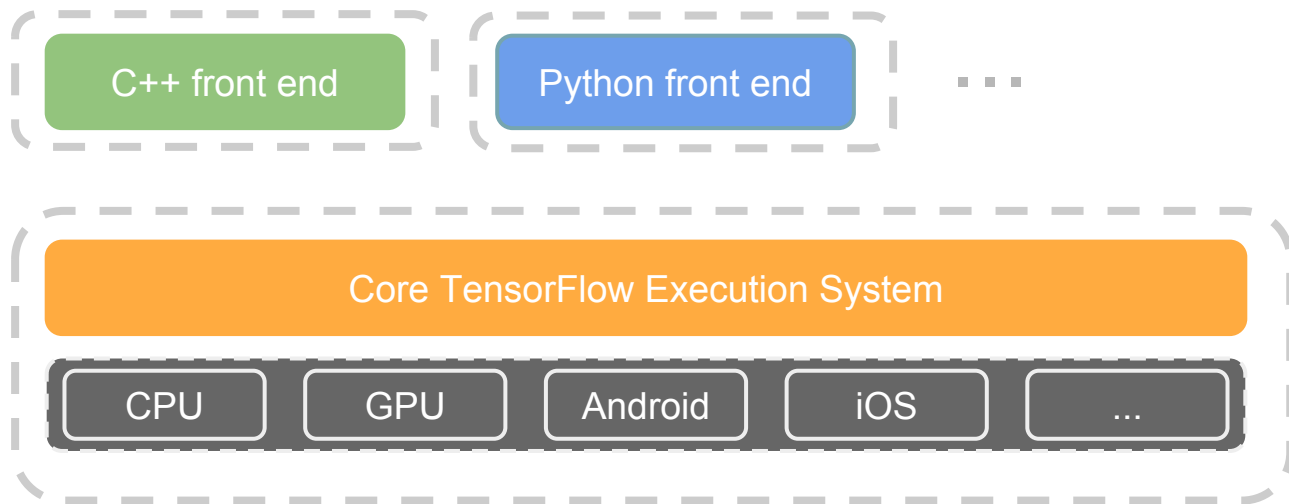 C++ front end
Python front end
...
Core TensorFlow Execution System
CPU
GPU
Android
iOS
...